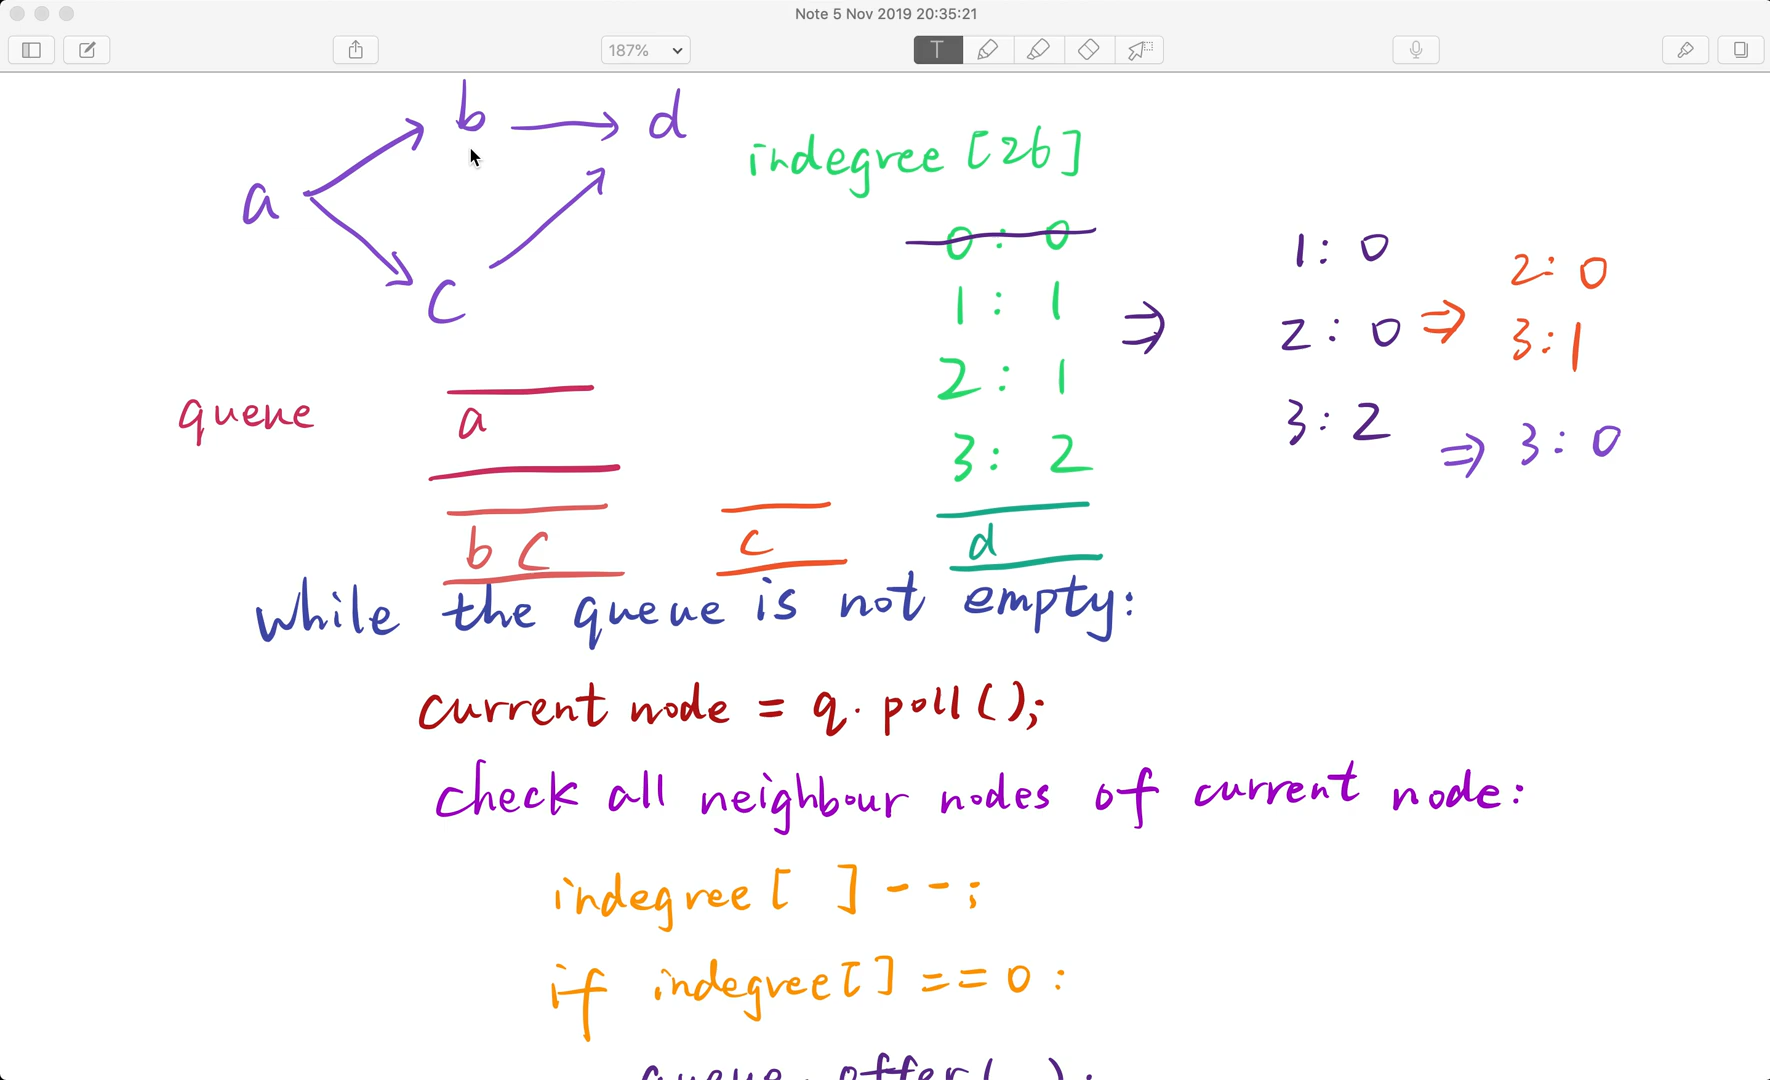 Note 5 Nov 2019 20:35:21
187%
T
b
d
a
c
indegree [26]
0 : 0
1 : 1
2 : 1
3 : 2
1 : 0
2 : 0
3 : 2
2 : 0
3 : 1
3 : 0
queue
a
b c
c
d
while the queue is not empty:
current node = q. poll();
check all neighbour nodes of current node:
indegree[ ]--;
if indegree[] == 0 :
queue . offer( );